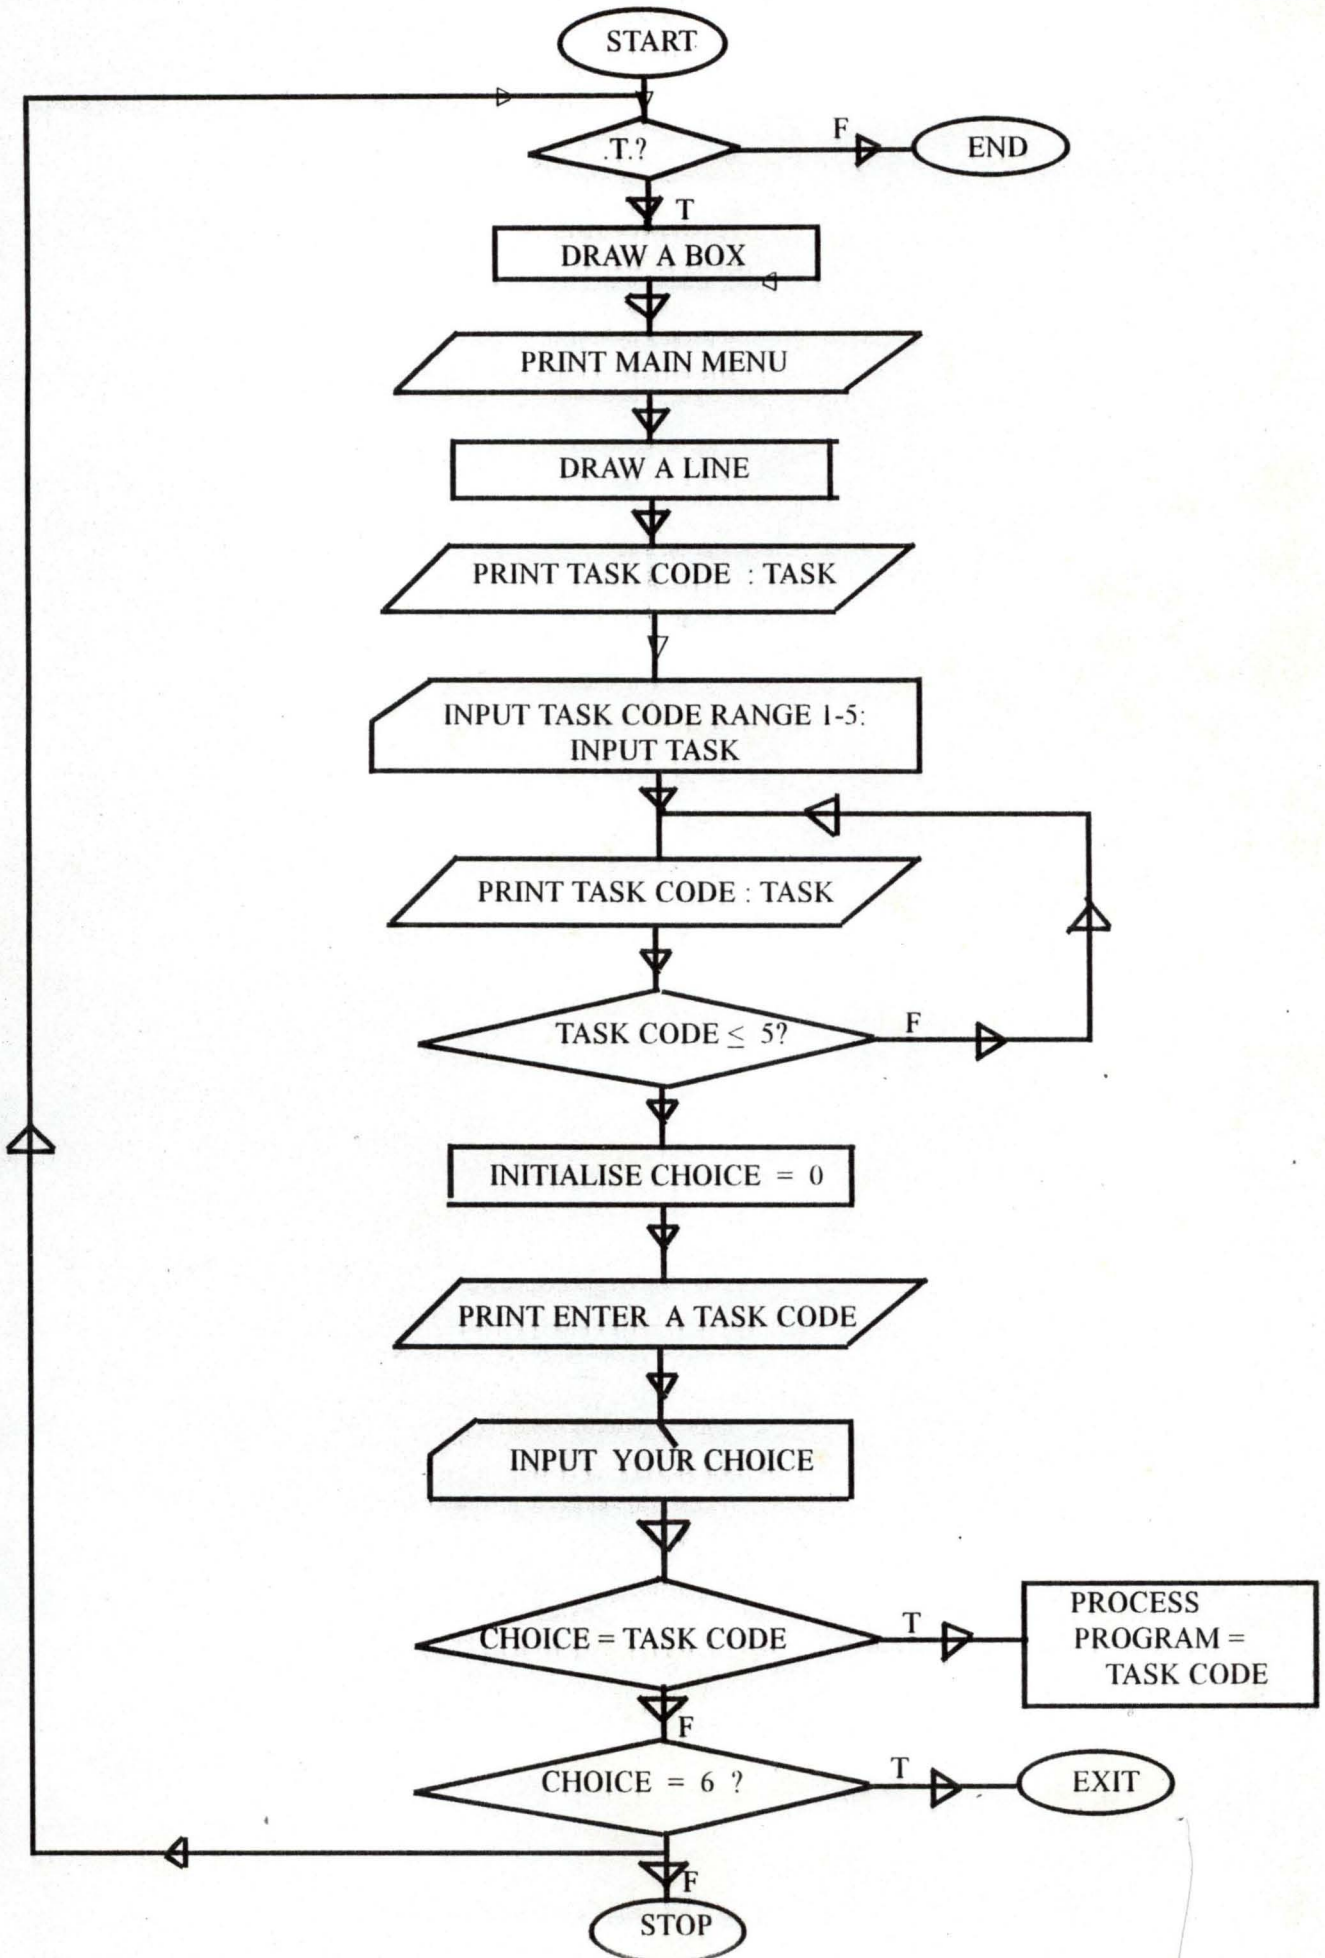 START
.T.?
F
END
T
DRAW A BOX
PRINT MAIN MENU
DRAW A LINE
PRINT TASK CODE : TASK
INPUT TASK CODE RANGE 1-5:
INPUT TASK
PRINT TASK CODE : TASK
TASK CODE ≤ 5?
F
INITIALISE CHOICE = 0
PRINT ENTER A TASK CODE
INPUT YOUR CHOICE
CHOICE = TASK CODE
T
PROCESS
PROGRAM =
TASK CODE
F
CHOICE = 6 ?
T
EXIT
F
STOP